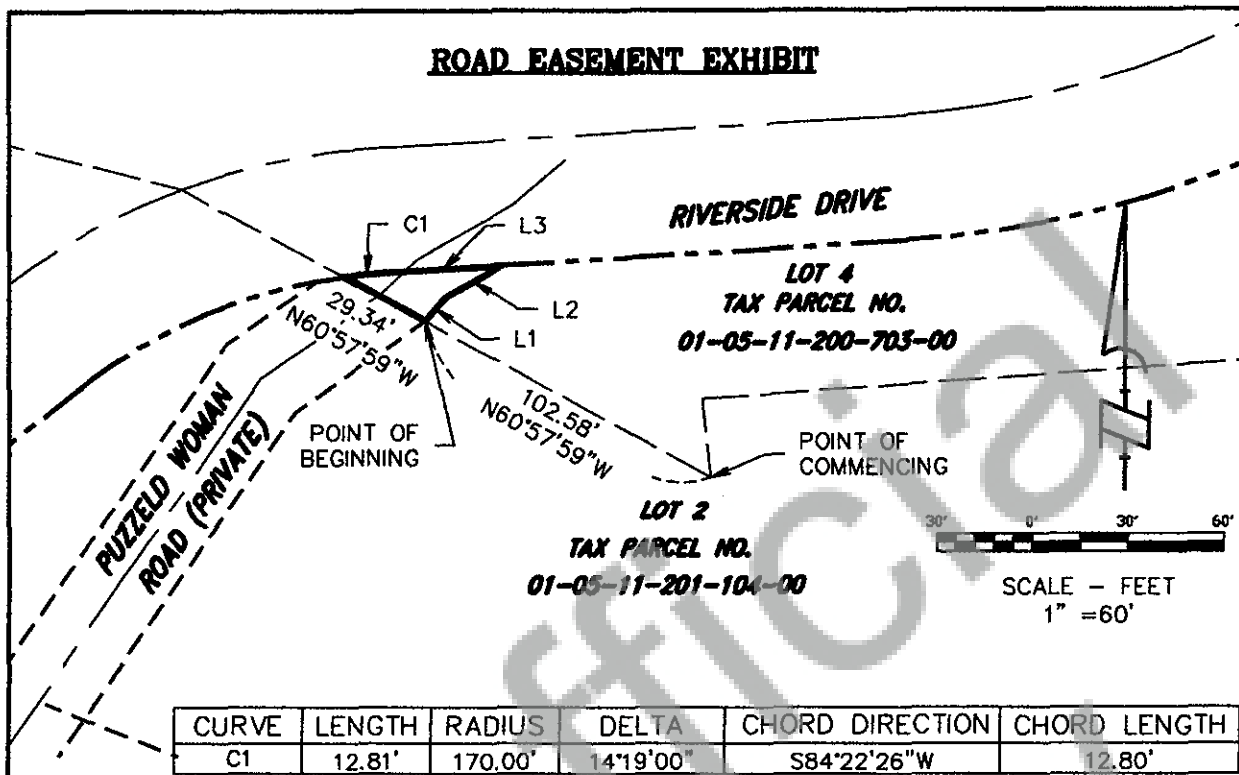 ROAD EASEMENT EXHIBIT
C1
L3
RIVERSIDE DRIVE
LOT 4
TAX PARCEL NO.
01-05-11-200-703-00
L2
L1
29.34'
N60°57'59"W
102.58'
N60°57'59"W
POINT OF
BEGINNING
POINT OF
COMMENCING
PUZZELD WOMAN
ROAD (PRIVATE)
LOT 2
TAX PARCEL NO.
01-05-11-201-104-00
N
30' 0' 30' 60'
SCALE - FEET
1" =60'
CURVE LENGTH RADIUS DELTA CHORD DIRECTION CHORD LENGTH
C1 12.81' 170.00' 14°19'00" S84°22'26"W 12.80'
fficial